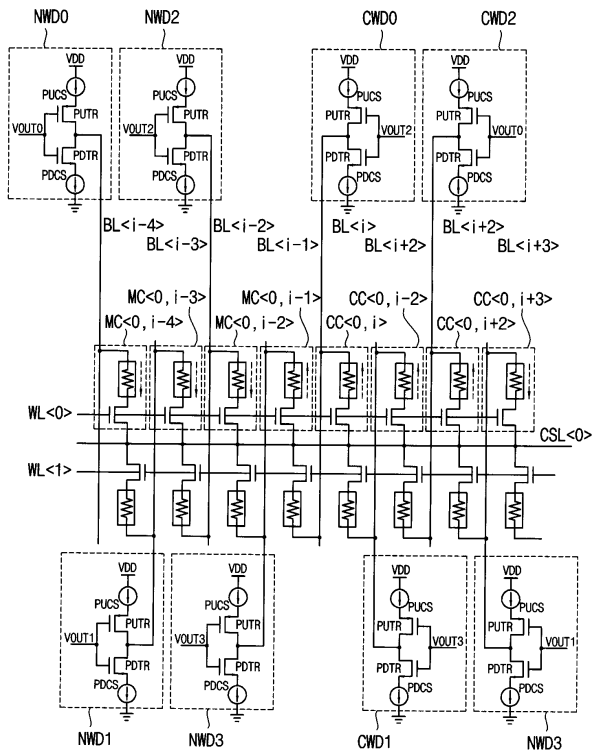 NWD0 NWD2 CWD0 CWD2
VDD VDD VDD VDD
PUCS PUCS PUCS PUCS
PUTR PUTR PUTR PUTR
VOUT0 VOUT2 VOUT2 VOUT0
PDTR PDTR PDTR PDTR
PDCS PDCS PDCS PDCS
BL<i-4> BL<i-2> BL<i> BL<i+2>
BL<i-3> BL<i-1> BL<i+2> BL<i+3>
MC<0, i-3> MC<0, i-1> CC<0, i-2> CC<0, i+3>
MC<0, i-4> MC<0, i-2> CC<0, i> CC<0, i+2>
WL<0>
CSL<0>
WL<1>
VDD VDD VDD VDD
PUCS PUCS PUCS PUCS
PUTR PUTR PUTR PUTR
VOUT1 VOUT3 VOUT3 VOUT1
PDTR PDTR PDTR PDTR
PDCS PDCS PDCS PDCS
NWD1 NWD3 CWD1 NWD3